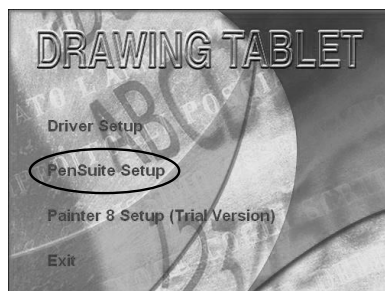 DRAWING TABLET
Driver Setup
PenSuite Setup
Painter 8 Setup (Trial Version)
Exit